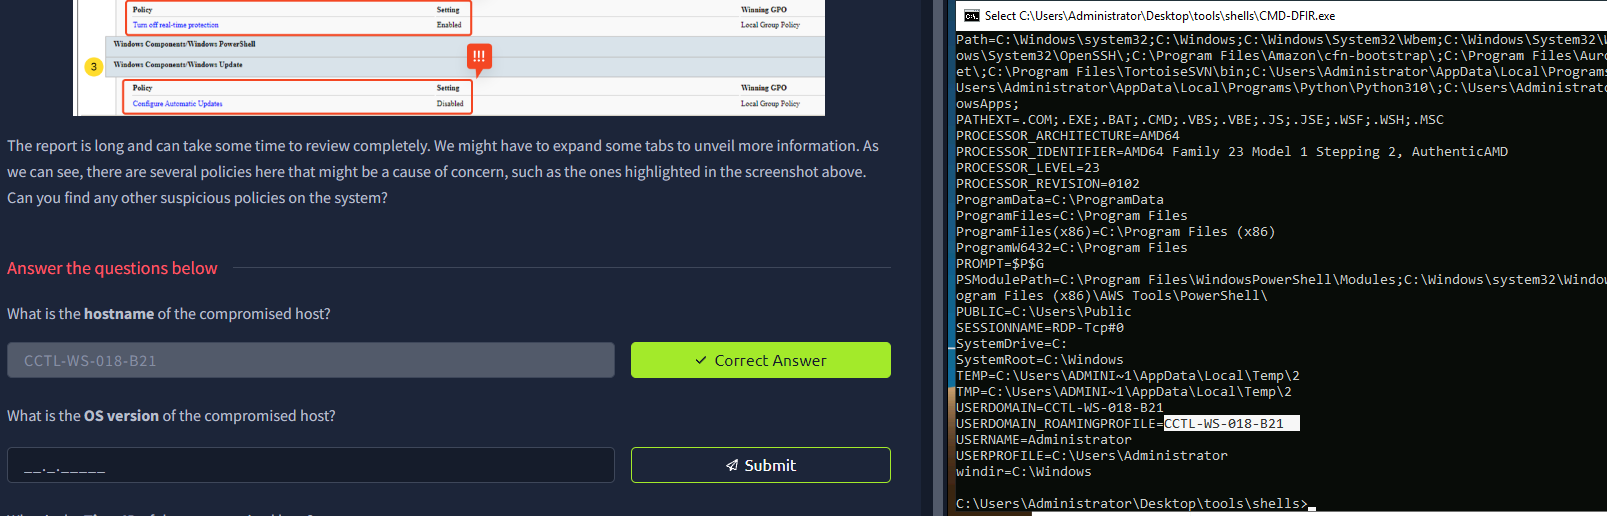 Policy Setting Winning GPO
Turn off real-time protection Enabled Local Group Policy
Windows Components/Windows PowerShell
!!!
3
Windows Components/Windows Update
Policy Setting Winning GPO
Configure Automatic Updates Disabled Local Group Policy
The report is long and can take some time to review completely. We might have to expand some tabs to unveil more information. As
we can see, there are several policies here that might be a cause of concern, such as the ones highlighted in the screenshot above.
Can you find any other suspicious policies on the system?
Answer the questions below
What is the hostname of the compromised host?
CCTL-WS-018-B21
Correct Answer
What is the OS version of the compromised host?
__._._____
Submit
Select C:\Users\Administrator\Desktop\tools\shells\CMD-DFIR.exe
Path=C:\Windows\system32;C:\Windows;C:\Windows\System32\Wbem;C:\Windows\System32\W
ows\System32\OpenSSH\;C:\Program Files\Amazon\cfn-bootstrap\;C:\Program Files\Auro
et\;C:\Program Files\TortoiseSVN\bin;C:\Users\Administrator\AppData\Local\Programs
Users\Administrator\AppData\Local\Programs\Python\Python310\;C:\Users\Administrato
owsApps;
PATHEXT=.COM;.EXE;.BAT;.CMD;.VBS;.VBE;.JS;.JSE;.WSF;.WSH;.MSC
PROCESSOR_ARCHITECTURE=AMD64
PROCESSOR_IDENTIFIER=AMD64 Family 23 Model 1 Stepping 2, AuthenticAMD
PROCESSOR_LEVEL=23
PROCESSOR_REVISION=0102
ProgramData=C:\ProgramData
ProgramFiles=C:\Program Files
ProgramFiles(x86)=C:\Program Files (x86)
ProgramW6432=C:\Program Files
PROMPT=$P$G
PSModulePath=C:\Program Files\WindowsPowerShell\Modules;C:\Windows\system32\Window
ogram Files (x86)\AWS Tools\PowerShell\
PUBLIC=C:\Users\Public
SESSIONNAME=RDP-Tcp#0
SystemDrive=C:
SystemRoot=C:\Windows
TEMP=C:\Users\ADMINI~1\AppData\Local\Temp\2
TMP=C:\Users\ADMINI~1\AppData\Local\Temp\2
USERDOMAIN=CCTL-WS-018-B21
USERDOMAIN_ROAMINGPROFILE=CCTL-WS-018-B21
USERNAME=Administrator
USERPROFILE=C:\Users\Administrator
windir=C:\Windows
C:\Users\Administrator\Desktop\tools\shells>